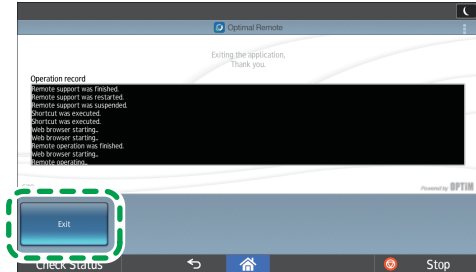 Optimal Remote
Exiting the application,
Thank you.
Operation record
Remote support was finished.
Remote support was restarted.
Remote support was suspended.
Shortcut was executed.
Shortcut was executed.
Web browser starting..
Web browser starting..
Remote operation was finished.
Web browser starting..
Remote operating..
Powered by OPTiM
Exit
Check Status
Stop